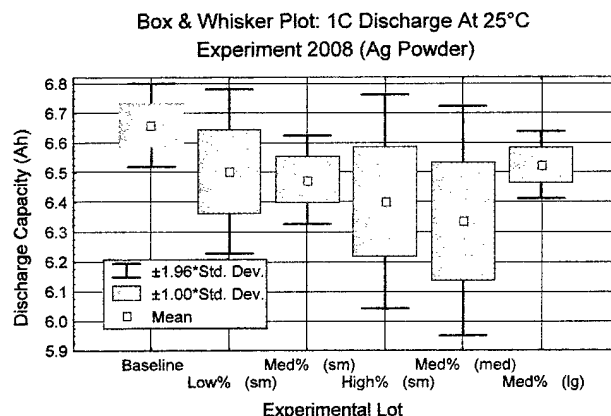 Box & Whisker Plot: 1C Discharge At 25°C
Experiment 2008 (Ag Powder)
Discharge Capacity (Ah)
6.8
6.7
6.6
6.5
6.4
6.3
6.2
6.1
6.0
5.9
±1.96*Std. Dev.
±1.00*Std. Dev.
Mean
Baseline Med% (sm) Med% (med)
Low% (sm) High% (sm) Med% (lg)
Experimental Lot